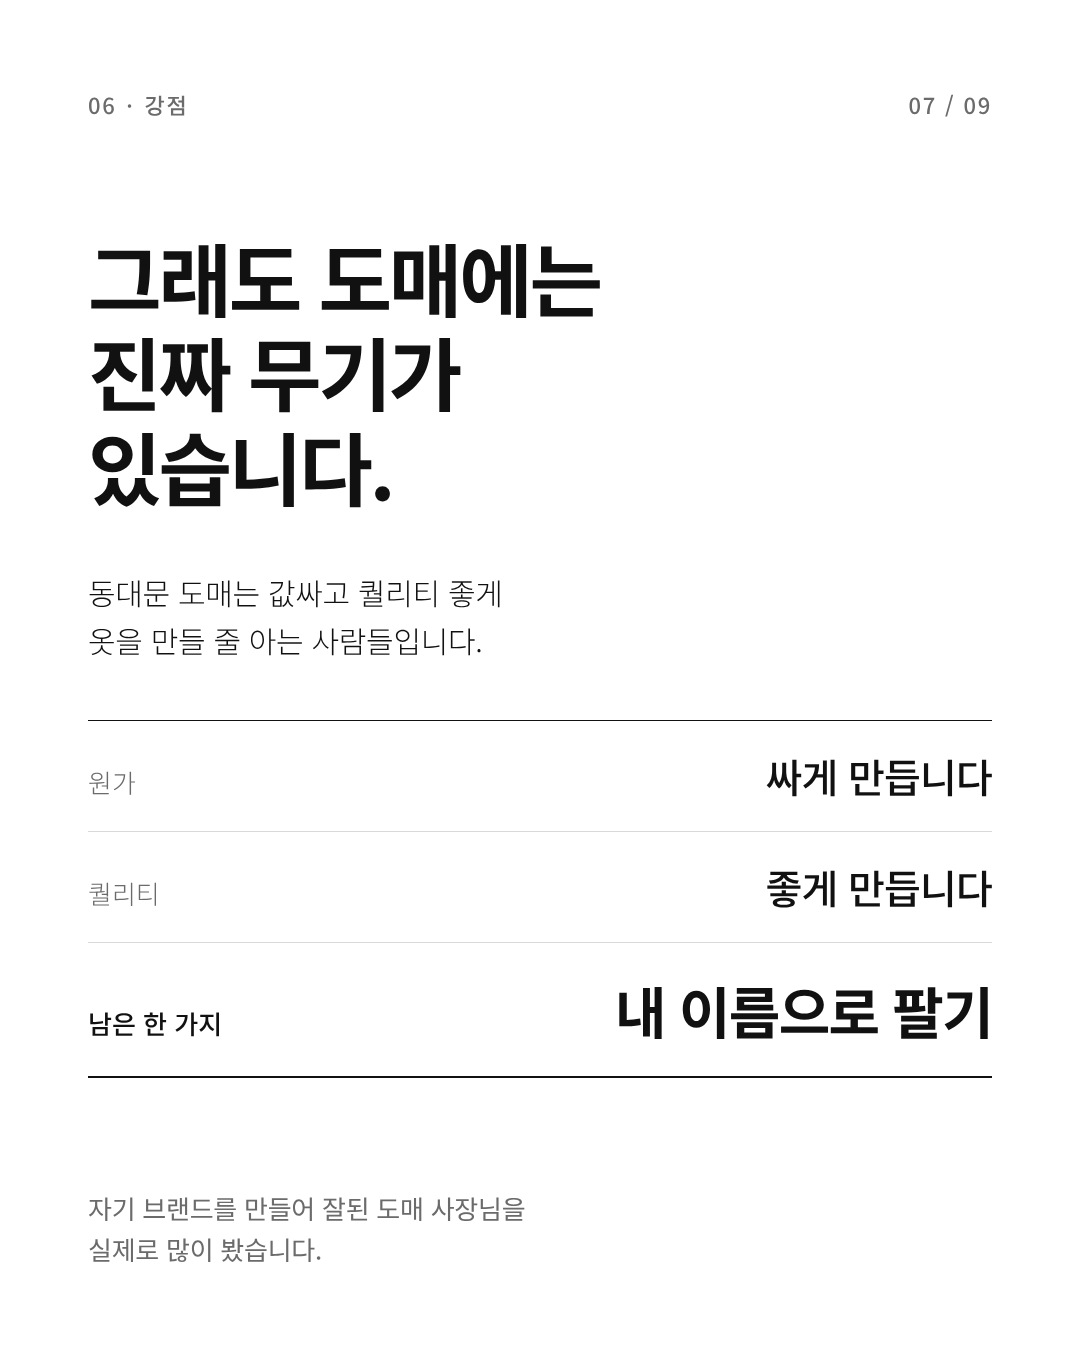 06 · 강점
07 / 09
그래도 도매에는
진짜 무기가
있습니다.
동대문 도매는 값싸고 퀄리티 좋게
옷을 만들 줄 아는 사람들입니다.
원가 싸게 만듭니다
퀄리티 좋게 만듭니다
남은 한 가지 내 이름으로 팔기
자기 브랜드를 만들어 잘된 도매 사장님을
실제로 많이 봤습니다.